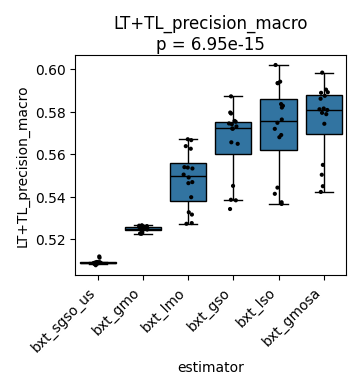 LT+TL_precision_macro
p = 6.95e-15
LT+TL_precision_macro
0.60
0.58
0.56
0.54
0.52
bxt_sgso_us
bxt_gmo
bxt_lmo
bxt_gso
bxt_lso
bxt_gmosa
estimator